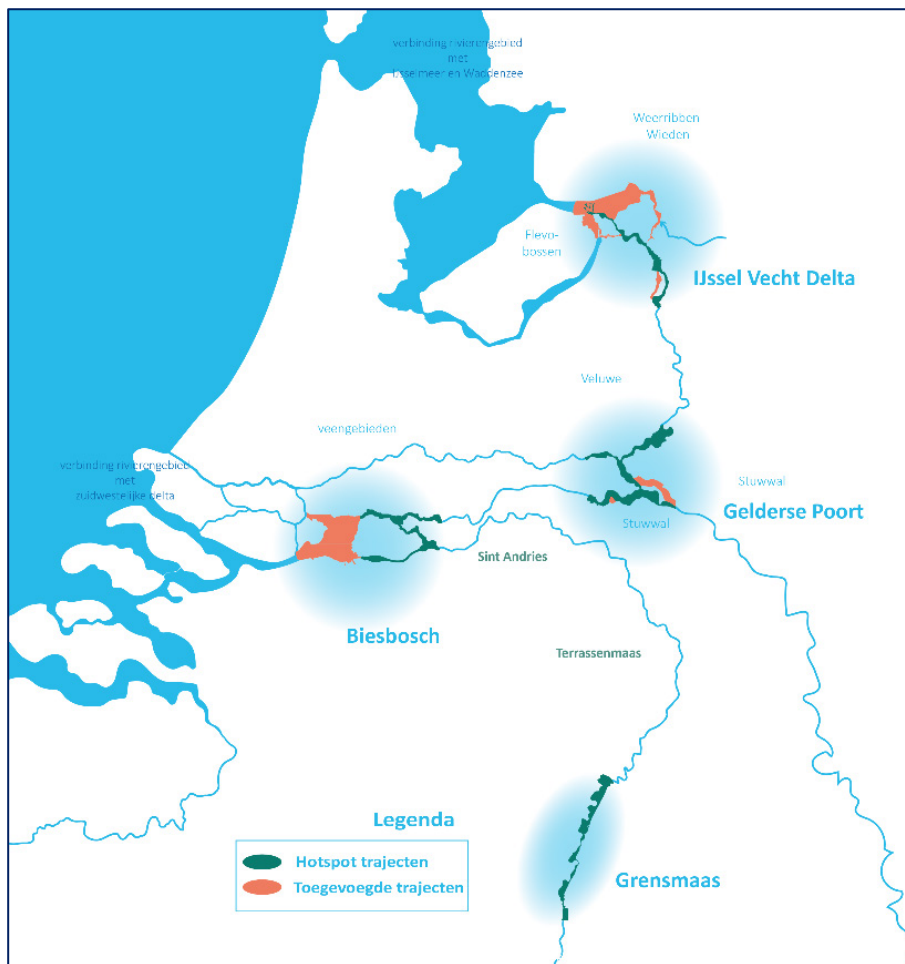 verbinding rivierengebied
met
IJsselmeer en Waddenzee
Weerribben
Wieden
Flevo-
bossen
IJssel Vecht Delta
Veluwe
veengebieden
verbinding rivierengebied
met
zuidwestelijke delta
Stuwwal
Gelderse Poort
Stuwwal
Sint Andries
Biesbosch
Terrassenmaas
Legenda
Hotspot trajecten
Toegevoegde trajecten
Grensmaas